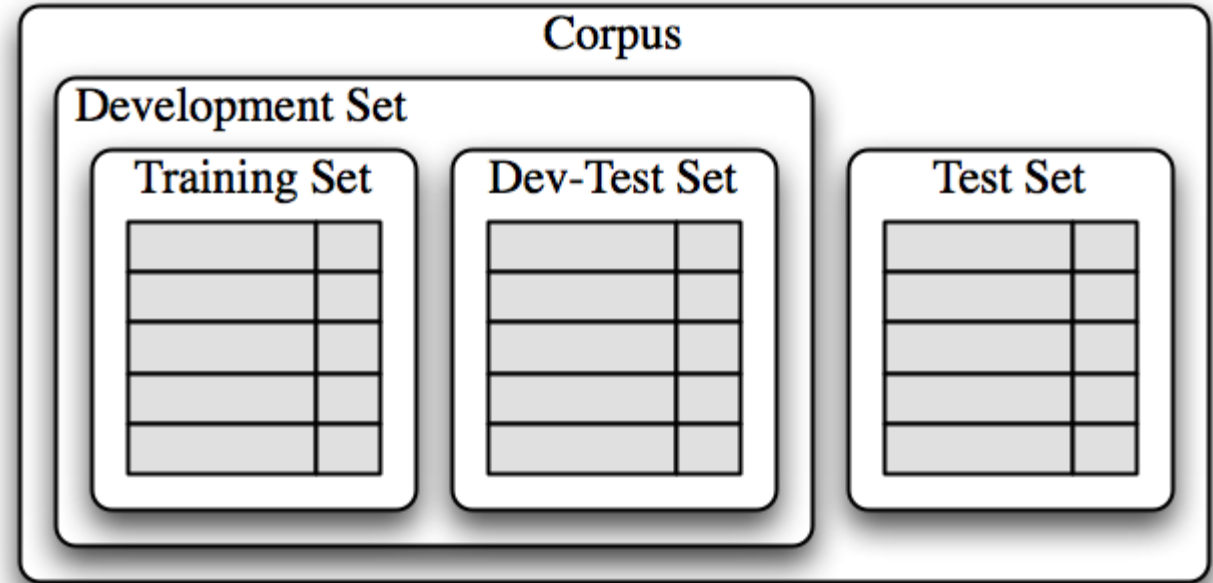 Corpus
Development Set
Training Set
Dev-Test Set
Test Set